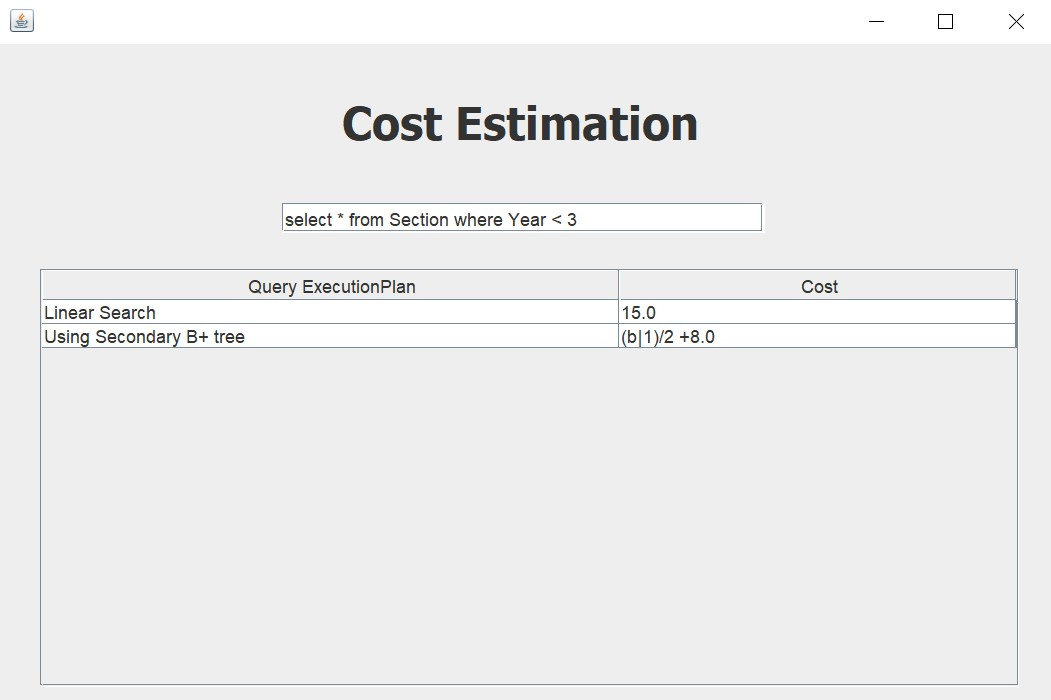 Cost Estimation
select * from Section where Year < 3
Query ExecutionPlan Cost
Linear Search 15.0
Using Secondary B+ tree (b|1)/2 +8.0